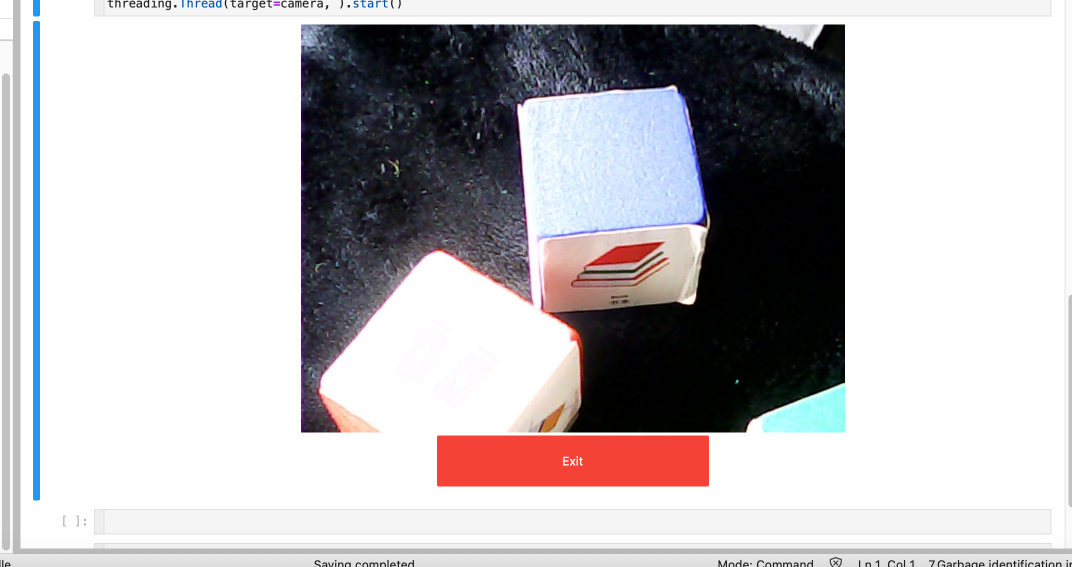 threading.Thread(target=camera, ).start()
Exit
[ ]:
Saving completed
Mode: Command
Ln 1, Col 1
7.Garbage identification